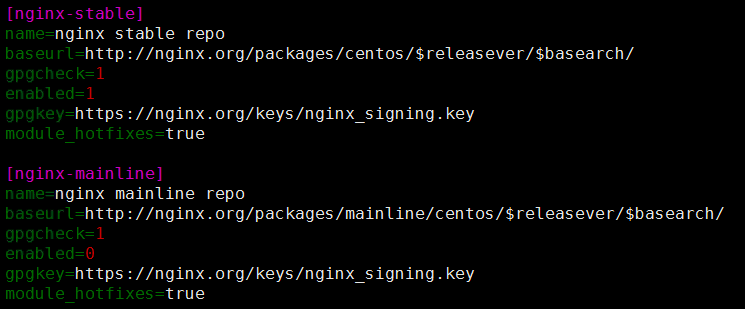 [nginx-stable]
name=nginx stable repo
baseurl=http://nginx.org/packages/centos/$releasever/$basearch/
gpgcheck=1
enabled=1
gpgkey=https://nginx.org/keys/nginx_signing.key
module_hotfixes=true

[nginx-mainline]
name=nginx mainline repo
baseurl=http://nginx.org/packages/mainline/centos/$releasever/$basearch/
gpgcheck=1
enabled=0
gpgkey=https://nginx.org/keys/nginx_signing.key
module_hotfixes=true